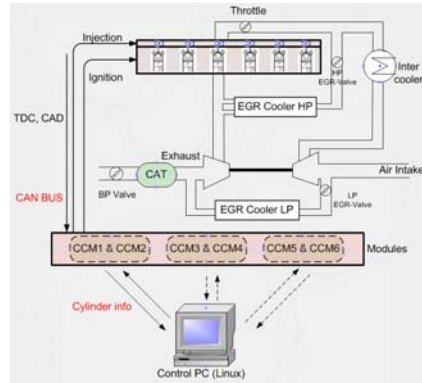 Throttle
Injection
Ignition
HP
EGR-Valve
Inter
cooler
EGR Cooler HP
TDC, CAD
Exhaust
CAT
Air Intake
CAN BUS
BP Valve
EGR Cooler LP
LP
EGR-Valve
CCM1 & CCM2
CCM3 & CCM4
CCM5 & CCM6
Modules
Cylinder info
Control PC (Linux)